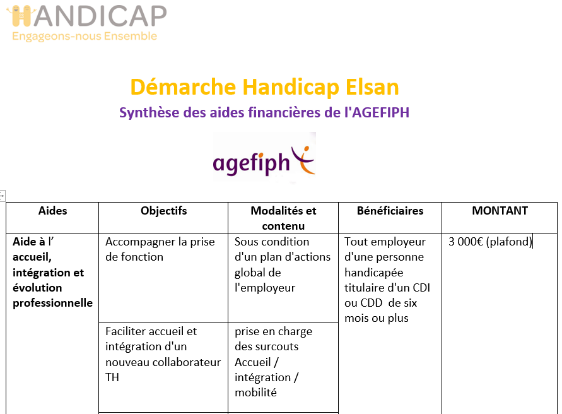 HANDICAP
Engageons-nous Ensemble
Démarche Handicap Elsan
Synthèse des aides financières de l'AGEFIPH
agefiph
Aides
Objectifs
Modalités et
contenu
Bénéficiaires
MONTANT
Aide à l’
accueil,
intégration et
évolution
professionnelle
Accompagner la prise
de fonction
Sous condition
d'un plan d'actions
global de
l'employeur
Tout employeur
d'une personne
handicapée
titulaire d'un CDI
ou CDD de six
mois ou plus
3 000€ (plafond)
Faciliter accueil et
intégration d'un
nouveau collaborateur
TH
prise en charge
des surcouts
Accueil /
intégration /
mobilité